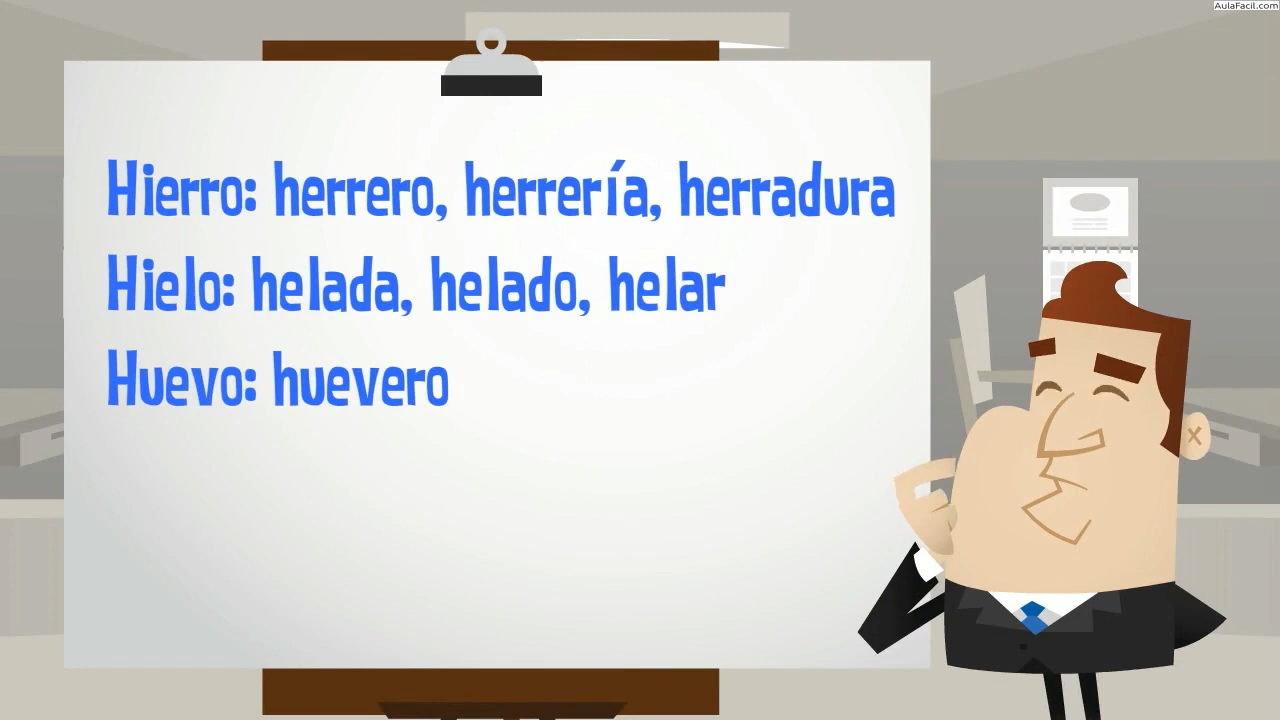 AulaFacil.com
Hierro: herrero, herrería, herradura
Hielo: helada, helado, helar
Huevo: huevero